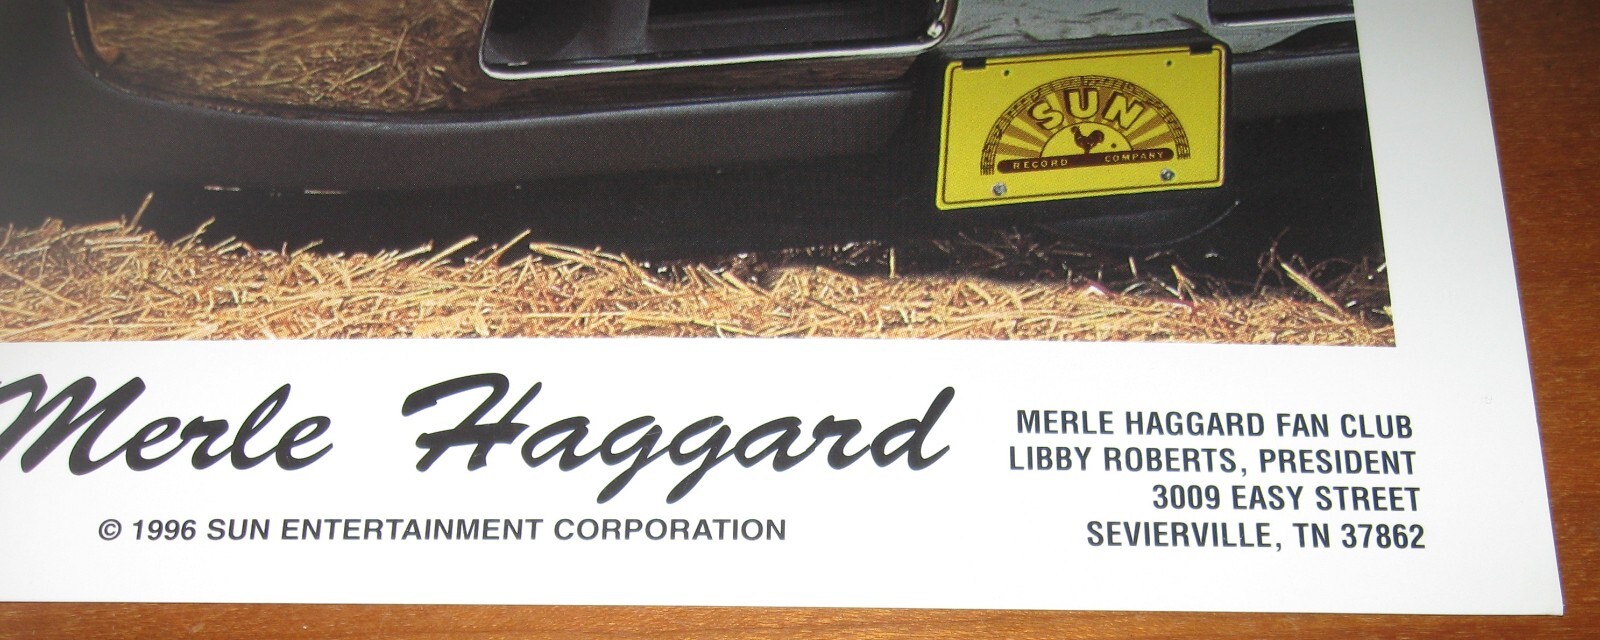 SUN
RECORD COMPANY
Merle Haggard
© 1996 SUN ENTERTAINMENT CORPORATION
MERLE HAGGARD FAN CLUB
LIBBY ROBERTS, PRESIDENT
3009 EASY STREET
SEVIERVILLE, TN 37862